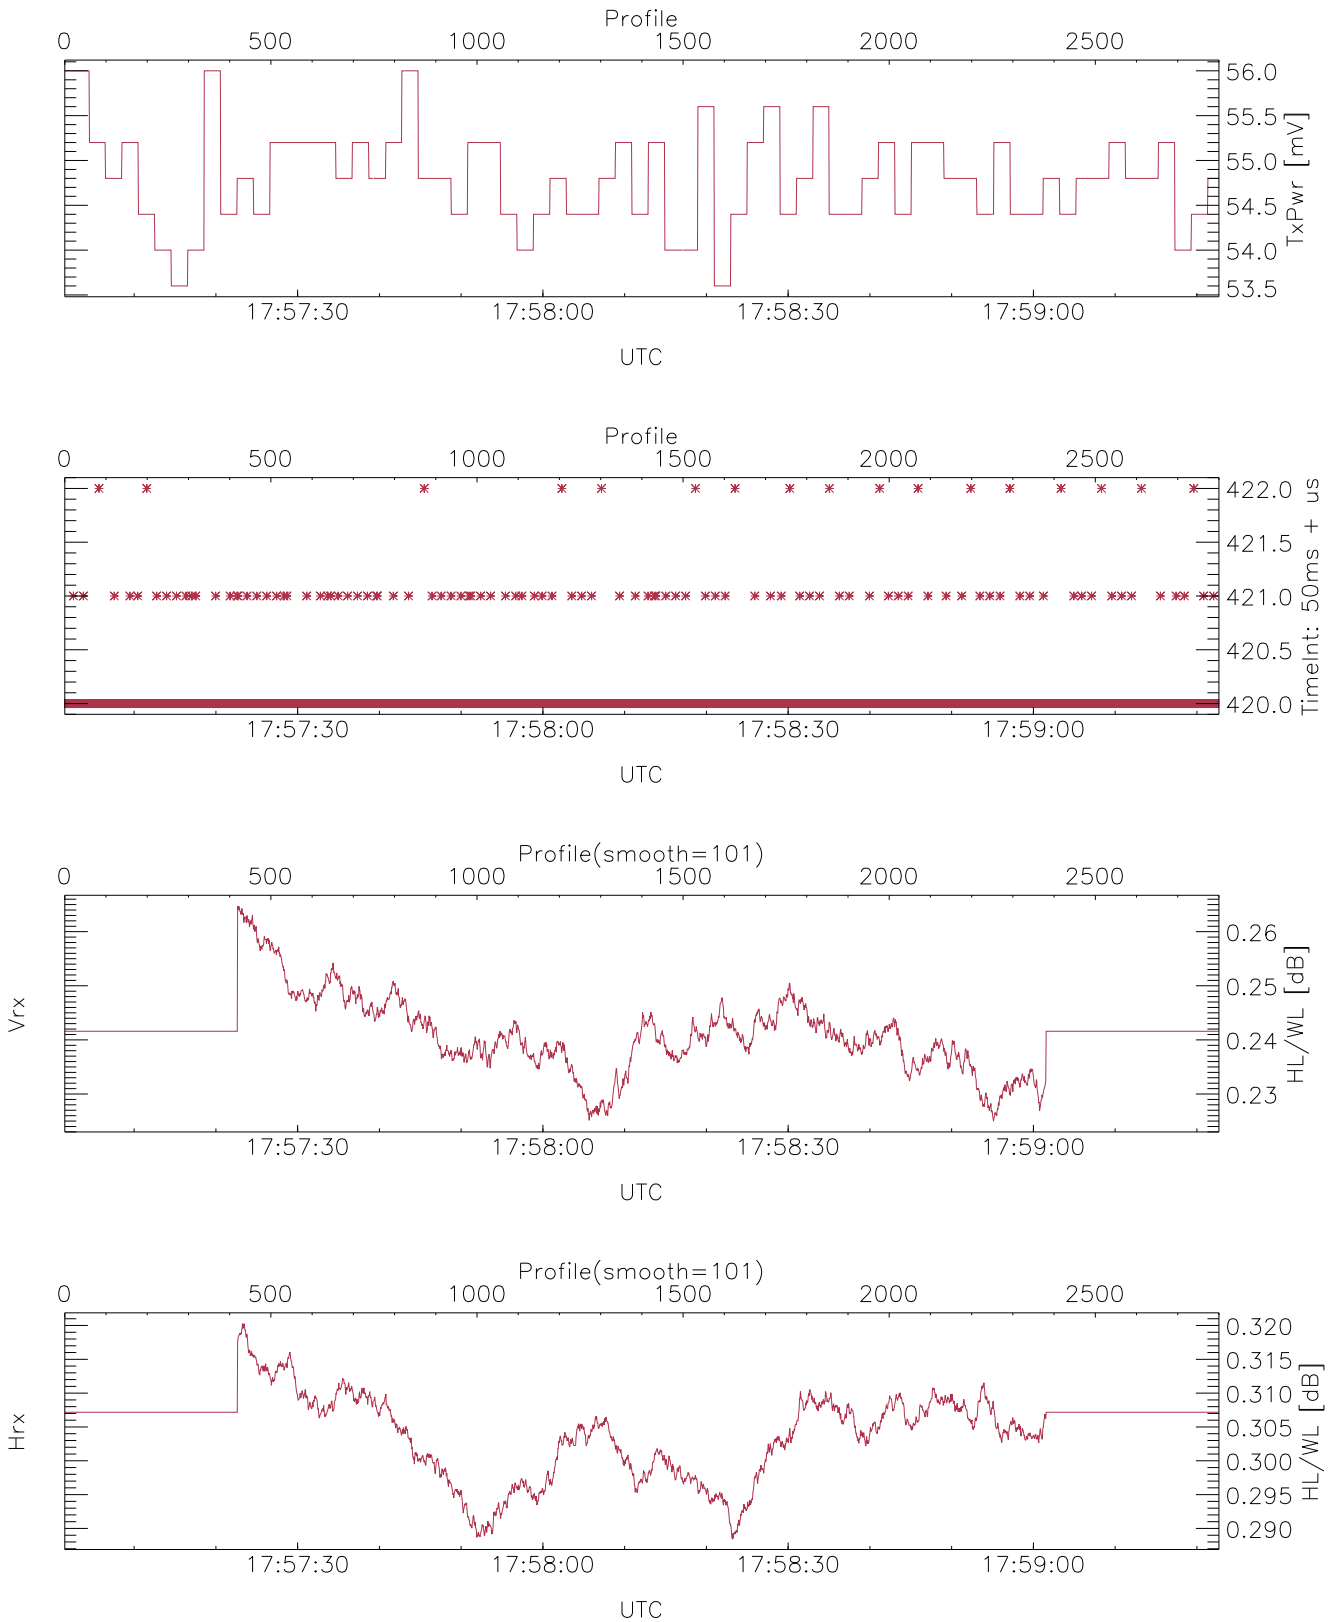 Profile
0 500 1000 1500 2000 2500
56.0
55.5
55.0
54.5
54.0
53.5
TxPwr [mV]
17:57:30 17:58:00 17:58:30 17:59:00
UTC
Profile
0 500 1000 1500 2000 2500
422.0
421.5
421.0
420.5
420.0
TimeInt: 50ms + us
17:57:30 17:58:00 17:58:30 17:59:00
UTC
Profile(smooth=101)
0 500 1000 1500 2000 2500
Vrx
0.26
0.25
0.24
0.23
HL/WL [dB]
17:57:30 17:58:00 17:58:30 17:59:00
UTC
Profile(smooth=101)
0 500 1000 1500 2000 2500
Hrx
0.320
0.315
0.310
0.305
0.300
0.295
0.290
HL/WL [dB]
17:57:30 17:58:00 17:58:30 17:59:00
UTC